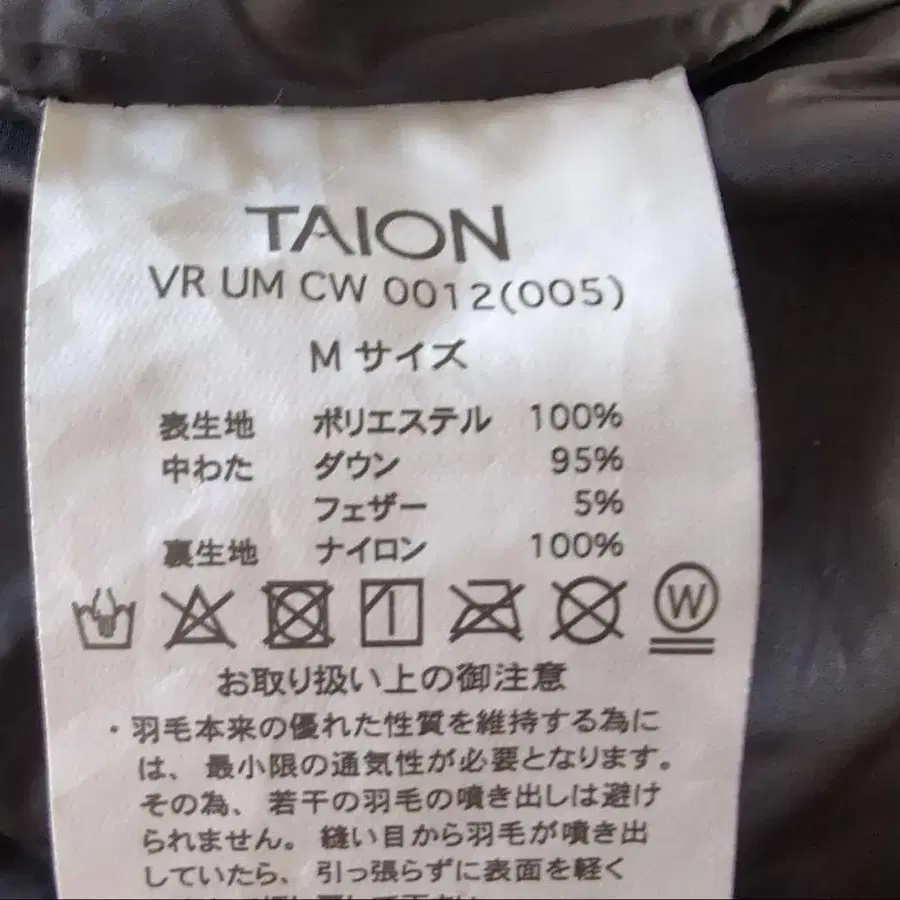 TAION
VR UM CW 0012(005)
M サイズ
表生地 ポリエステル 100%
中わた ダウン 95%
フェザー 5%
裏生地 ナイロン 100%
W
お取り扱い上の御注意
・羽毛本来の優れた性質を維持する為に
は、最小限の通気性が必要となります。
その為、若干の羽毛の噴き出しは避け
られません。縫い目から羽毛が噴き出
していたら、引っ張らずに表面を軽く